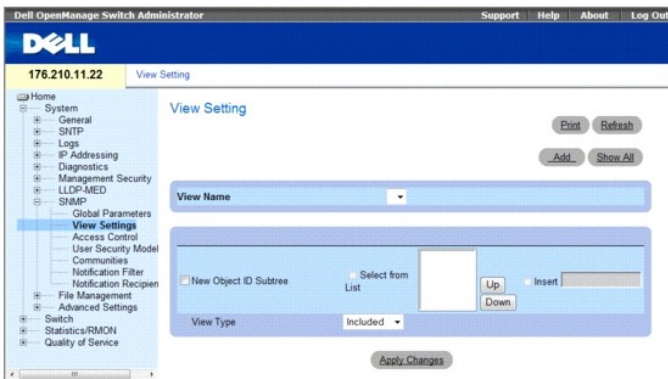 Dell OpenManage Switch Administrator
Support Help About Log Out
DELL
176.210.11.22
View Setting
Home
System
General
SNTP
Logs
IP Addressing
Diagnostics
Management Security
LLDP-MED
SNMP
Global Parameters
View Settings
Access Control
User Security Model
Communities
Notification Filter
Notification Recipien
File Management
Advanced Settings
Switch
Statistics/RMON
Quality of Service
View Setting
Print Refresh
Add Show All
View Name
New Object ID Subtree
Select from List
Up
Down
Insert
View Type
Included
Apply Changes